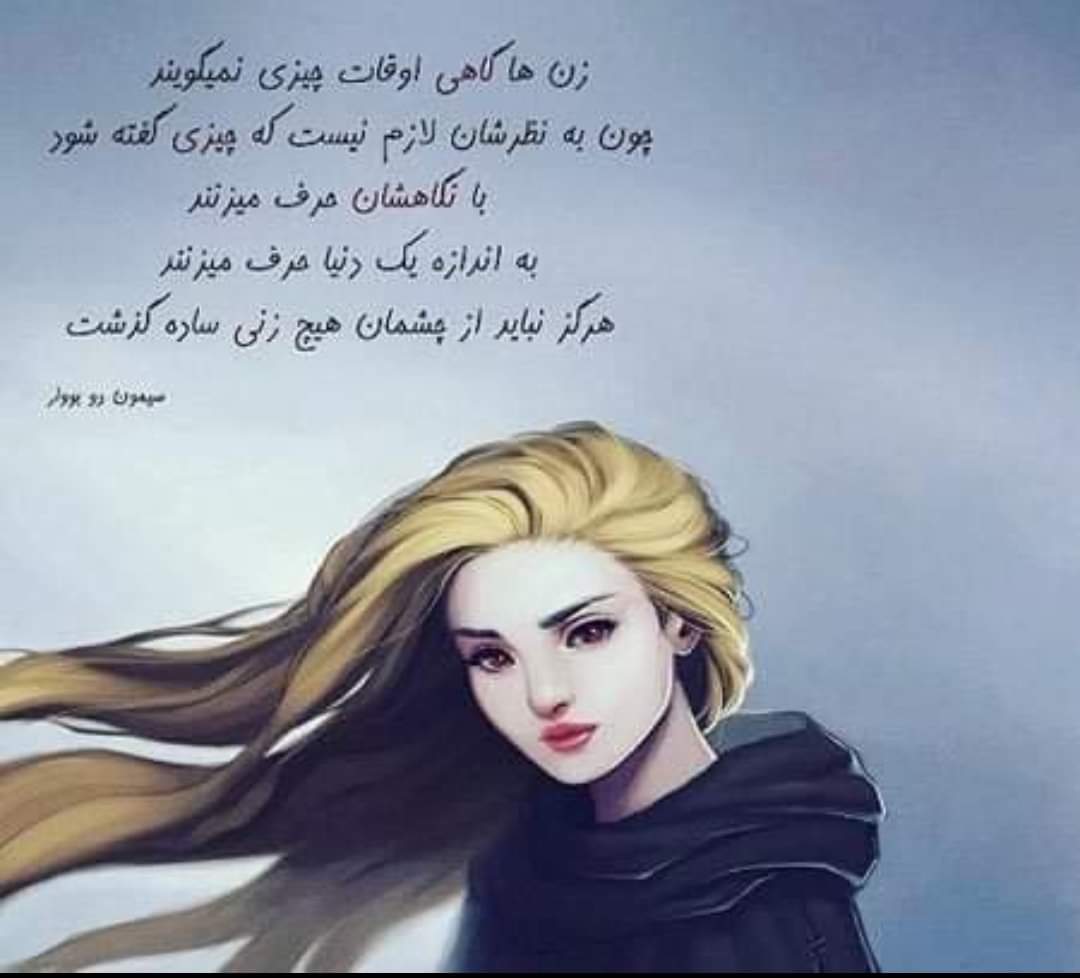 زن ها گاهی اوقات چیزی نمیگویند
چون به نظرشان لازم نیست که چیزی گفته شود
با نگاهشان حرف میزنند
به اندازه یک دنیا حرف میزنند
هرگز نباید از چشمان هیچ زنی ساده گذشت
سیمون دو بووار